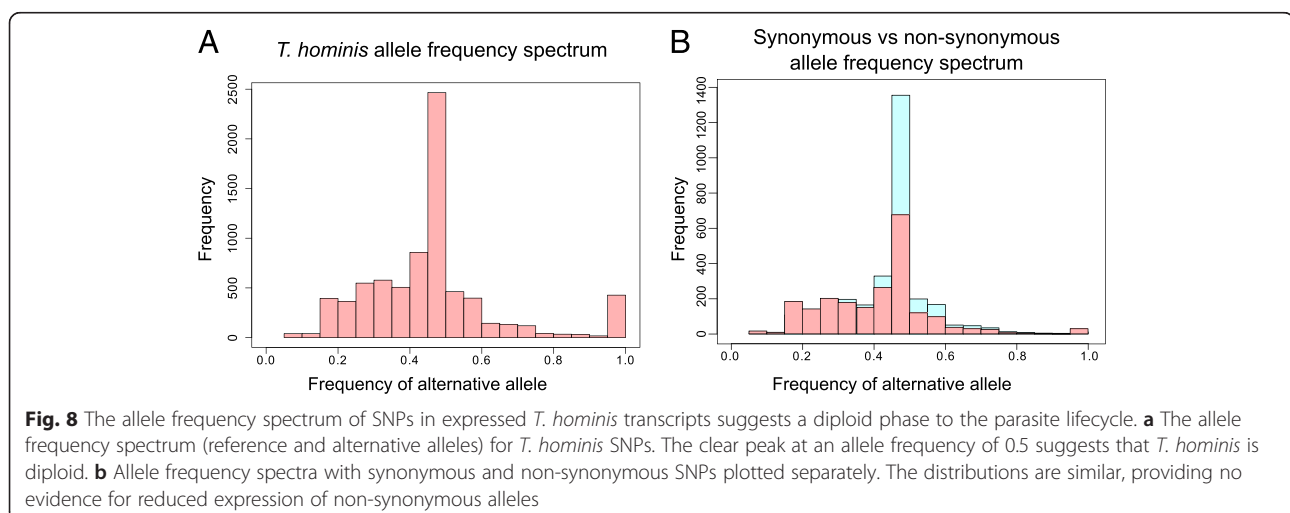 A
T. hominis allele frequency spectrum
Frequency
0
500
1000
1500
2000
2500
0.0 0.2 0.4 0.6 0.8 1.0
Frequency of alternative allele
B
Synonymous vs non-synonymous
allele frequency spectrum
Frequency
0
200
400
600
800
1000
1200
1400
0.0 0.2 0.4 0.6 0.8 1.0
Frequency of alternative allele
Fig. 8 The allele frequency spectrum of SNPs in expressed T. hominis transcripts suggests a diploid phase to the parasite lifecycle. a The allele
frequency spectrum (reference and alternative alleles) for T. hominis SNPs. The clear peak at an allele frequency of 0.5 suggests that T. hominis is
diploid. b Allele frequency spectra with synonymous and non-synonymous SNPs plotted separately. The distributions are similar, providing no
evidence for reduced expression of non-synonymous alleles